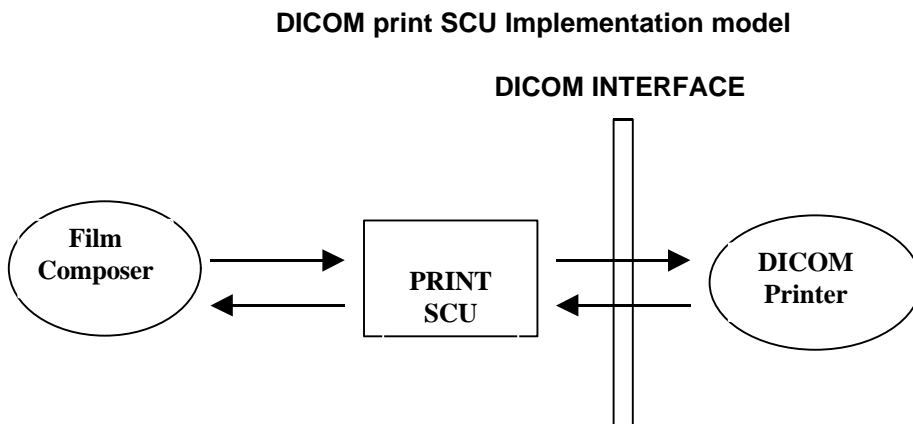 DICOM print SCU Implementation model
DICOM INTERFACE
Film
Composer
PRINT
SCU
DICOM
Printer